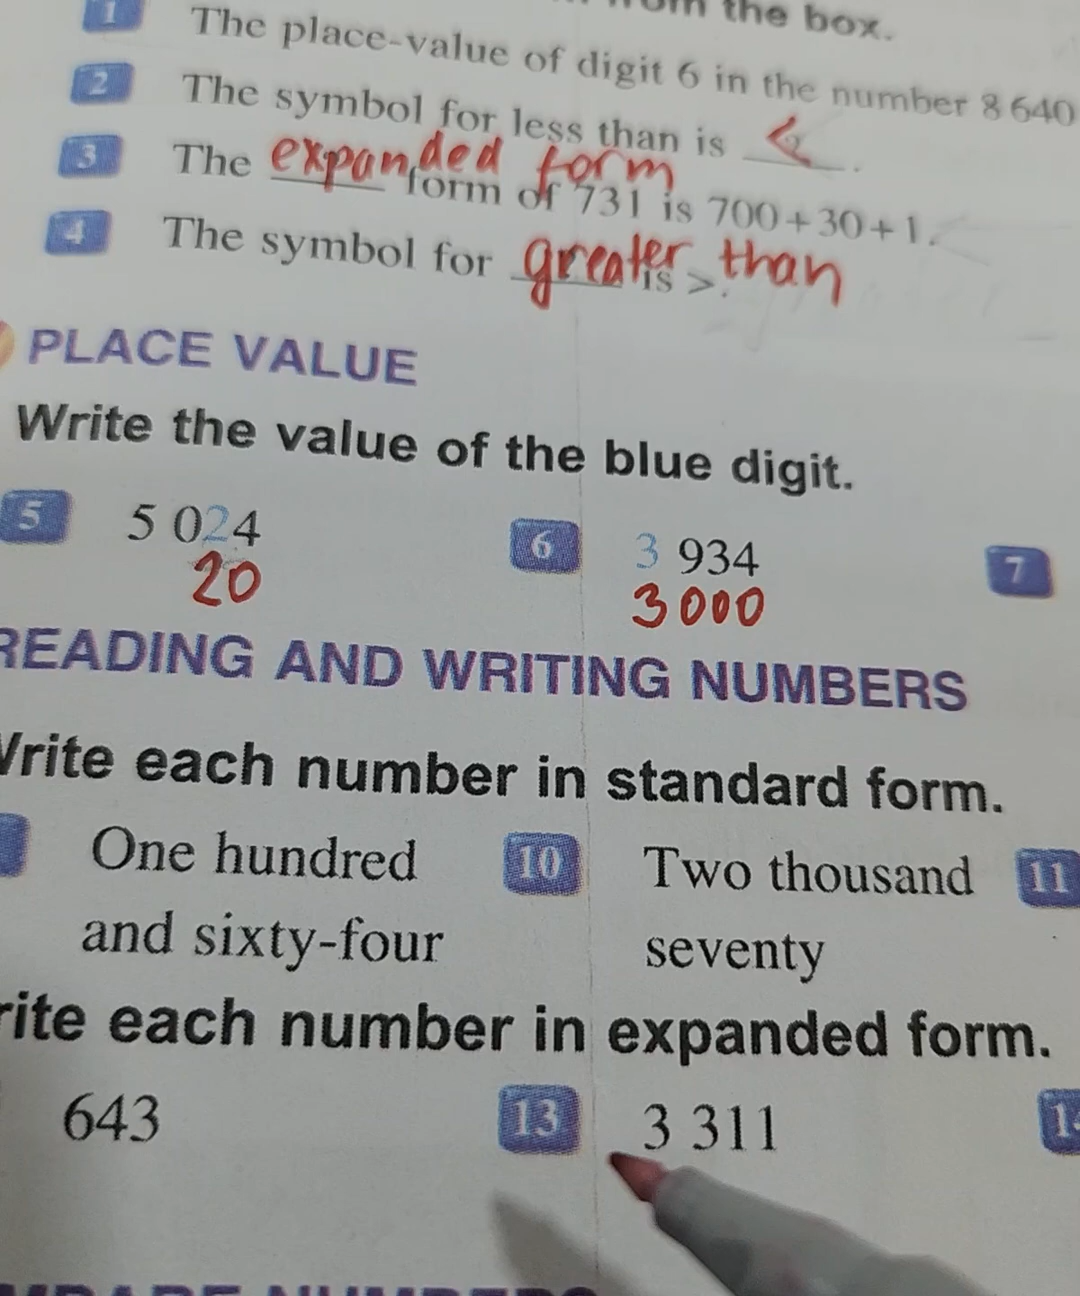 the box.
1 The place-value of digit 6 in the number 8 640
2 The symbol for less than is < .
3 The expanded form form of 731 is 700 + 30 + 1.
4 The symbol for greater than is >.
PLACE VALUE
Write the value of the blue digit.
5 5 024 6 3 934 7
20 3000
READING AND WRITING NUMBERS
Write each number in standard form.
One hundred 10 Two thousand 11
and sixty-four seventy
rite each number in expanded form.
643 13 3 311
NUMBERS